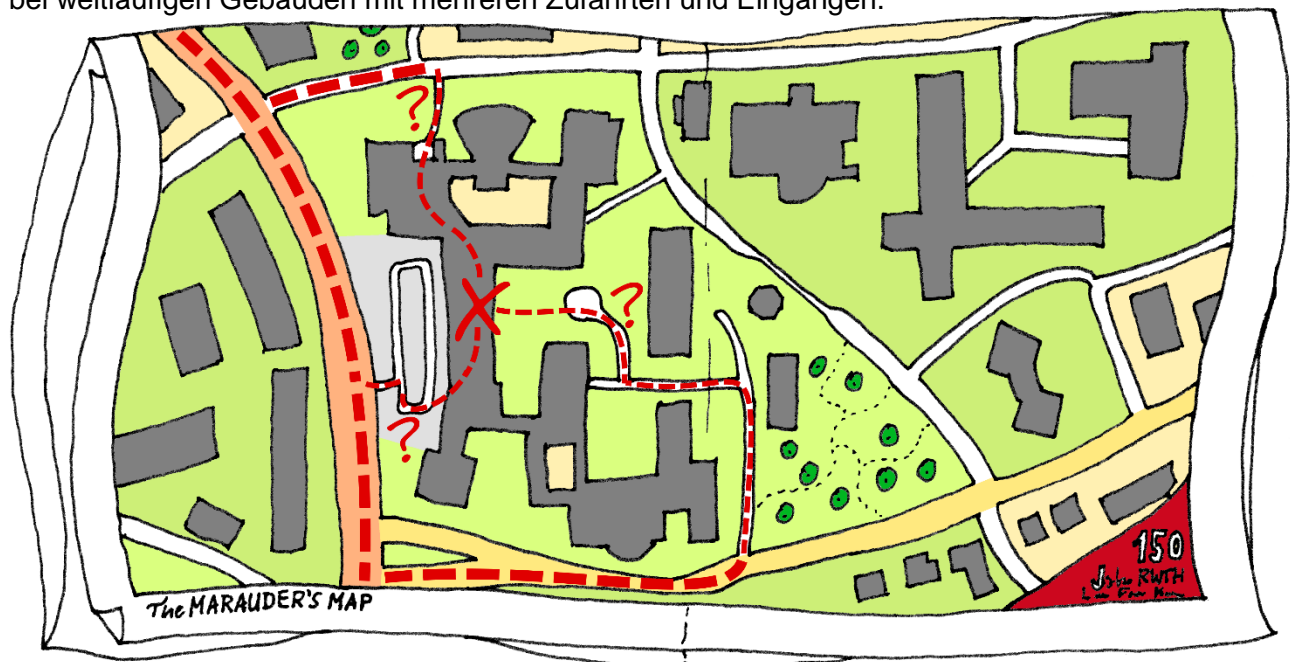 bei weitläufigen Gebäuden mit mehreren Zufahrten und Eingängen.
?
?
?
The MARAUDER'S MAP
150
RWTH